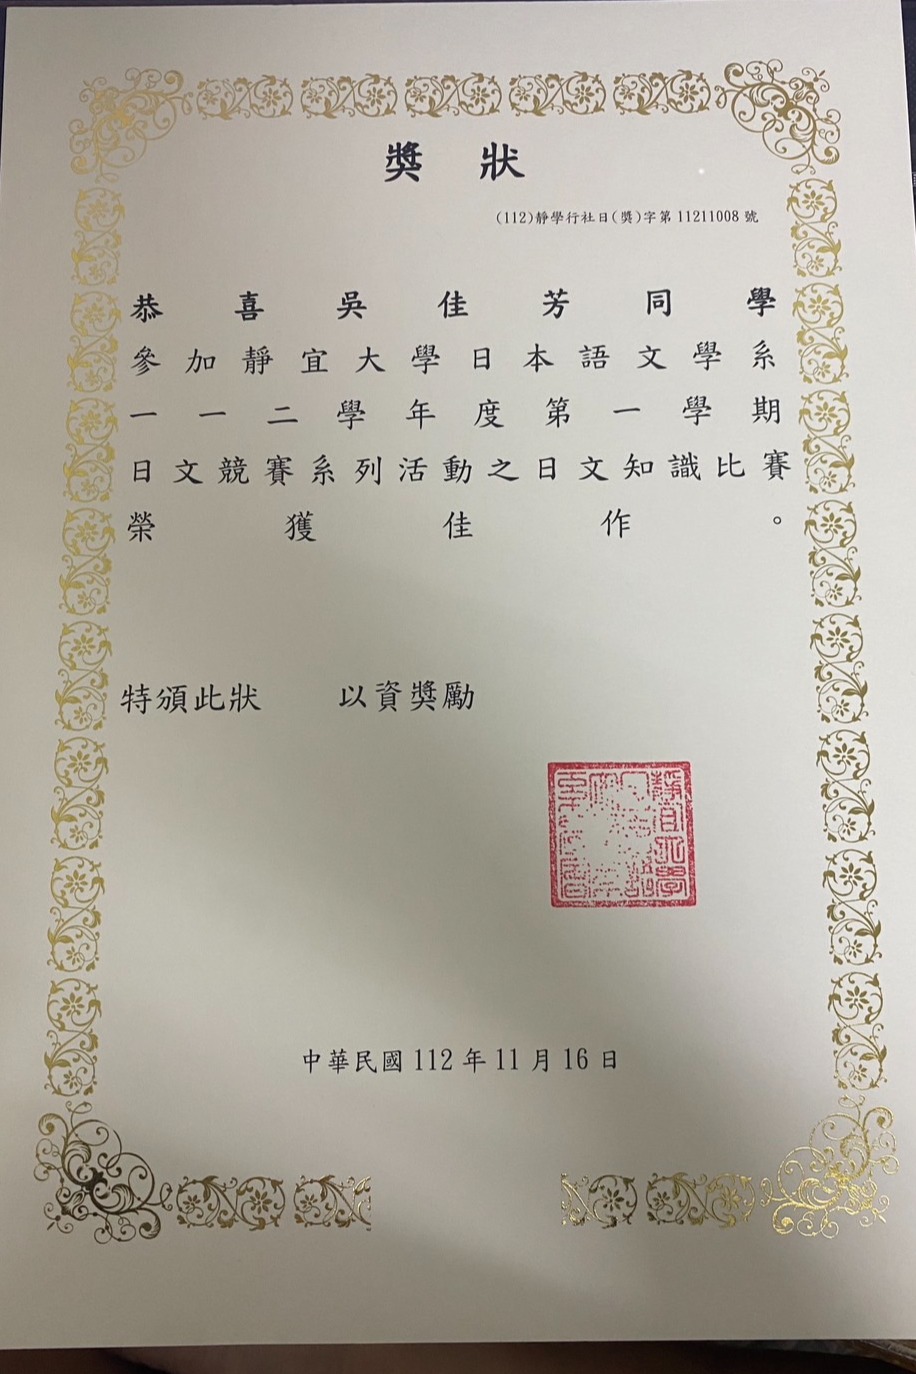 獎狀
(112)靜學行社日(獎)字第 11211008 號
恭喜吳佳芳同學
參加靜宜大學日本語文學系
一一二學年度第一學期
日文競賽系列活動之日文知識比賽
榮獲佳作。
特頒此狀 以資獎勵
中華民國 112 年 11 月 16 日